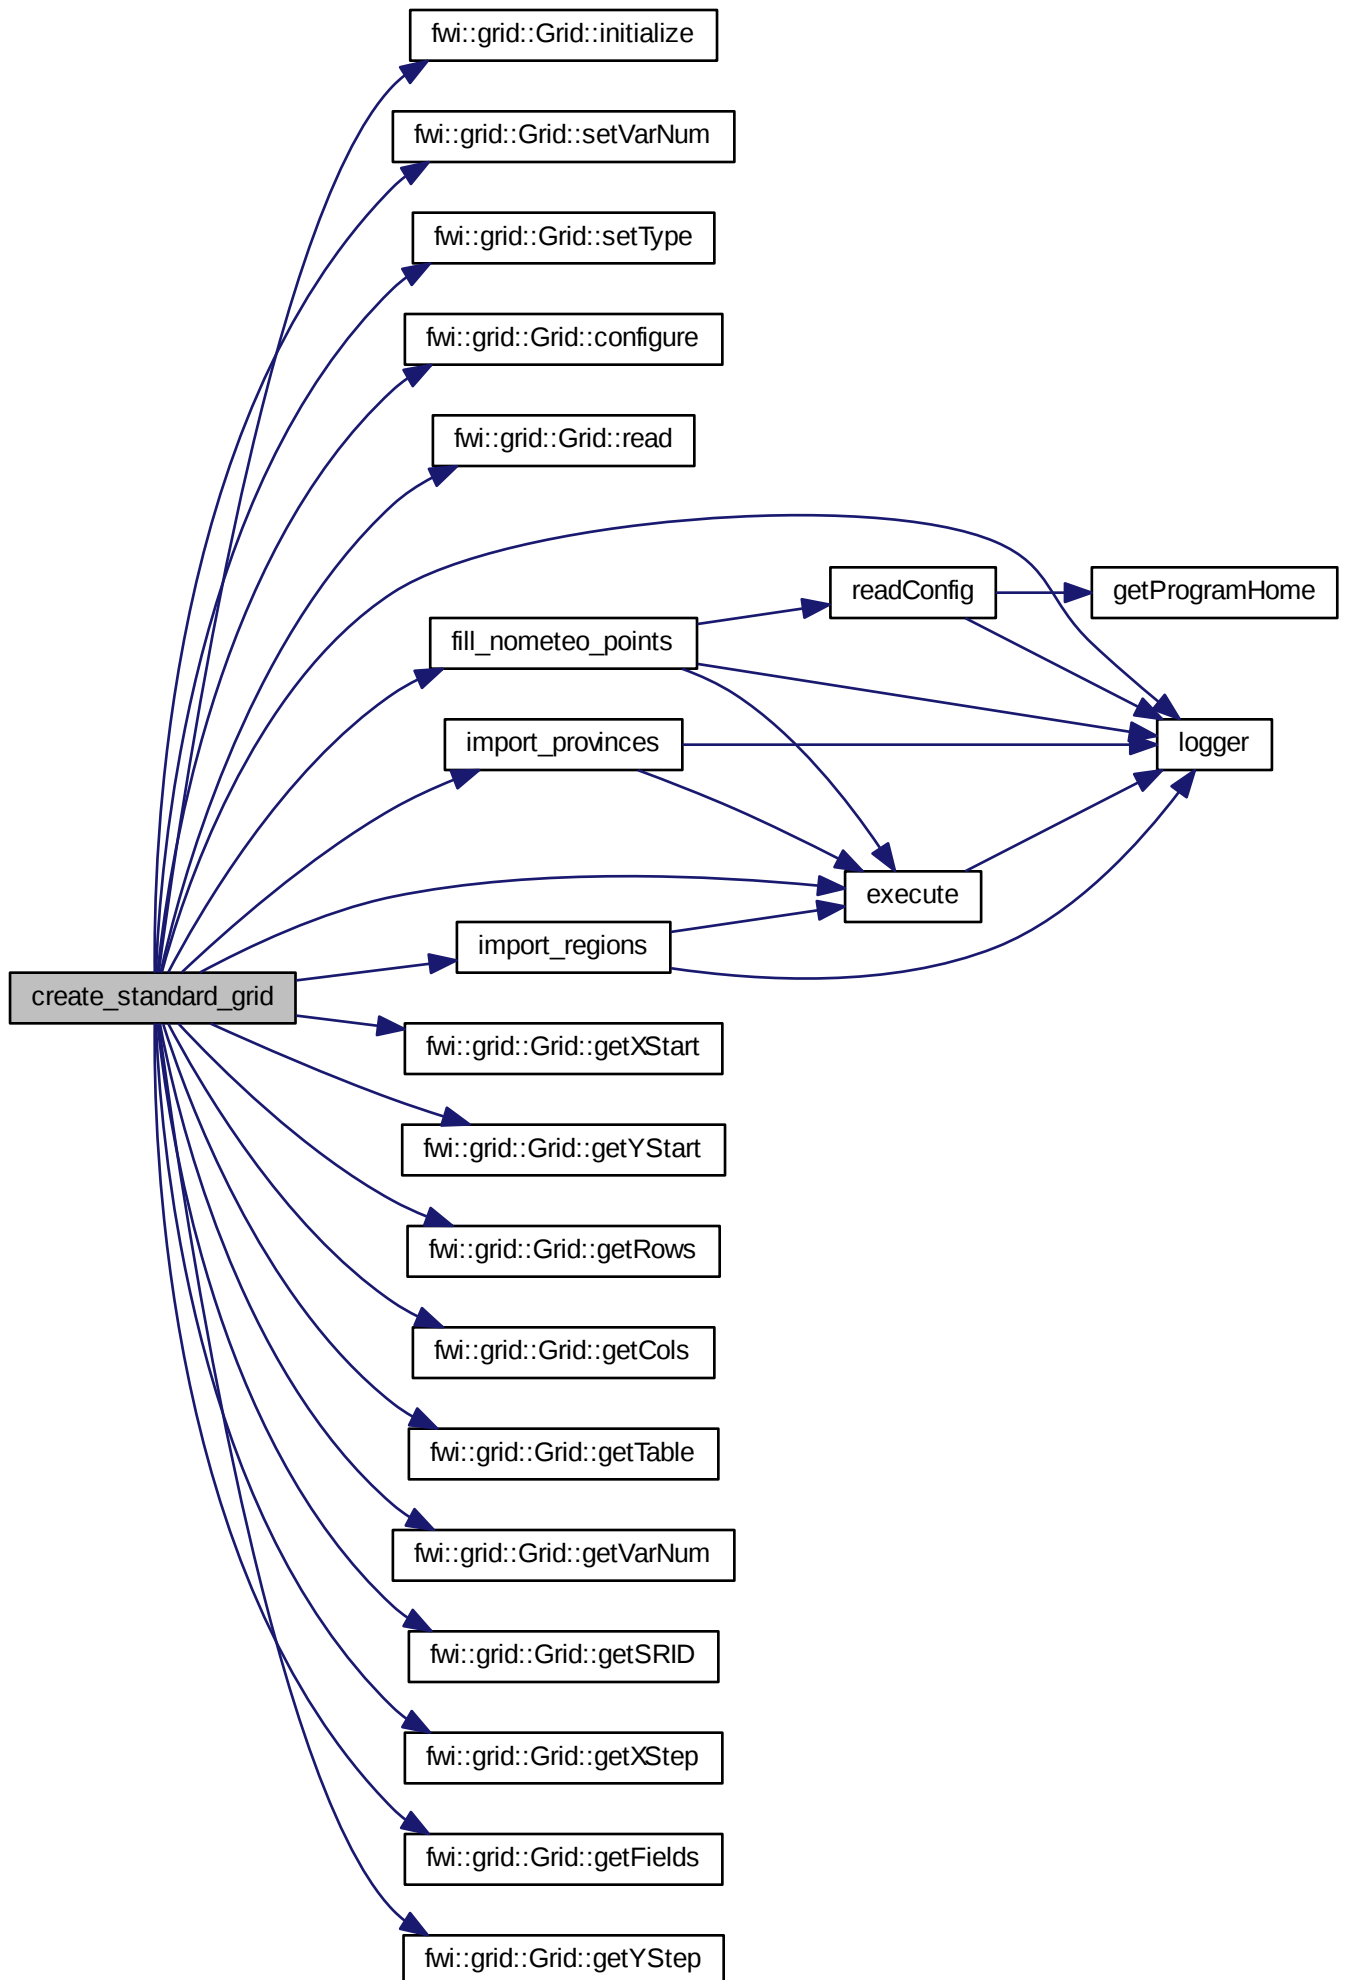 fwi::grid::Grid::initialize
fwi::grid::Grid::setVarNum
fwi::grid::Grid::setType
fwi::grid::Grid::configure
fwi::grid::Grid::read
readConfig
getProgramHome
fill_nometeo_points
import_provinces
logger
execute
import_regions
create_standard_grid
fwi::grid::Grid::getXStart
fwi::grid::Grid::getYStart
fwi::grid::Grid::getRows
fwi::grid::Grid::getCols
fwi::grid::Grid::getTable
fwi::grid::Grid::getVarNum
fwi::grid::Grid::getSRID
fwi::grid::Grid::getXStep
fwi::grid::Grid::getFields
fwi::grid::Grid::getYStep